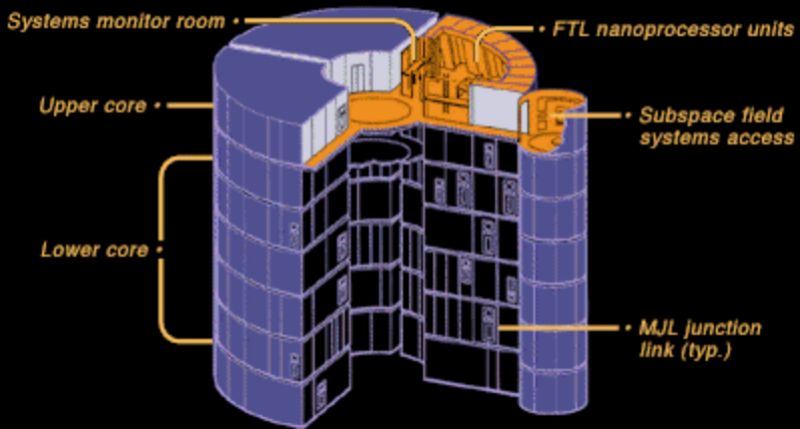 Systems monitor room
FTL nanoprocessor units
Upper core
Subspace field
systems access
Lower core
MJL junction
link (typ.)